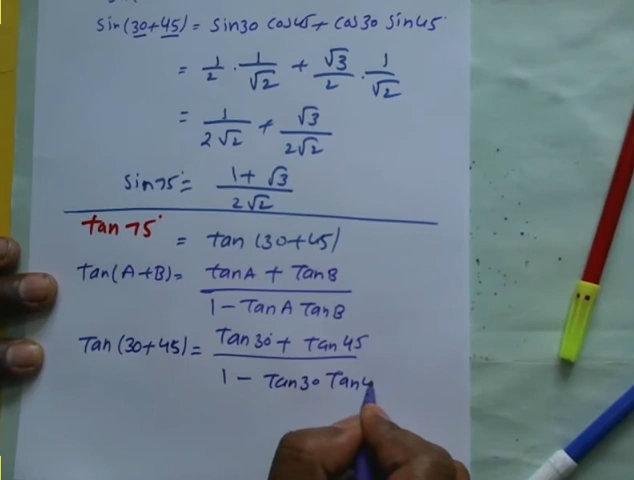 sin(30+45) = sin30 cos45 + cos30 sin45
= 1/2 . 1/√2 + √3/2 . 1/√2
= 1/2√2 + √3/2√2
sin75° = 1+√3/2√2
tan75° = tan(30+45)
Tan(A+B) = tanA + TanB/1 - TanA TanB
Tan(30+45) = Tan30 + Tan45/1 - Tan30 Tan4